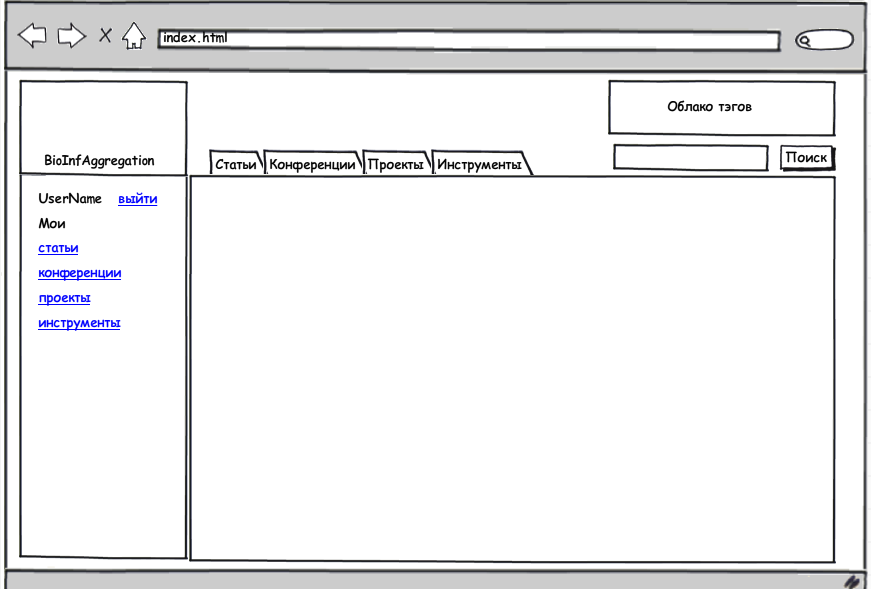 index.html
Облако тэгов
BioInfAggregation
Статьи Конференции Проекты Инструменты
Поиск
UserName выйти
Мои
статьи
конференции
проекты
инструменты